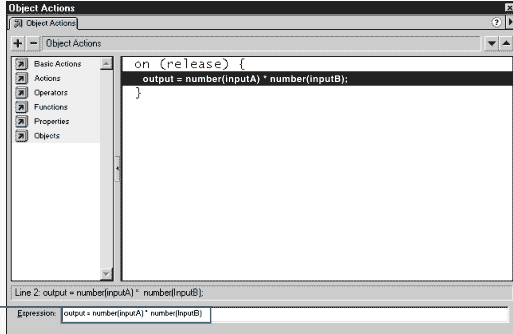 Object Actions
Object Actions
?
+ - Object Actions
Basic Actions
Actions
Operators
Functions
Properties
Objects
on (release) {
output = number(inputA) * number(inputB);
}
Line 2: output = number(inputA) * number(InputB);
Expression: output = number(inputA) * number(InputB)